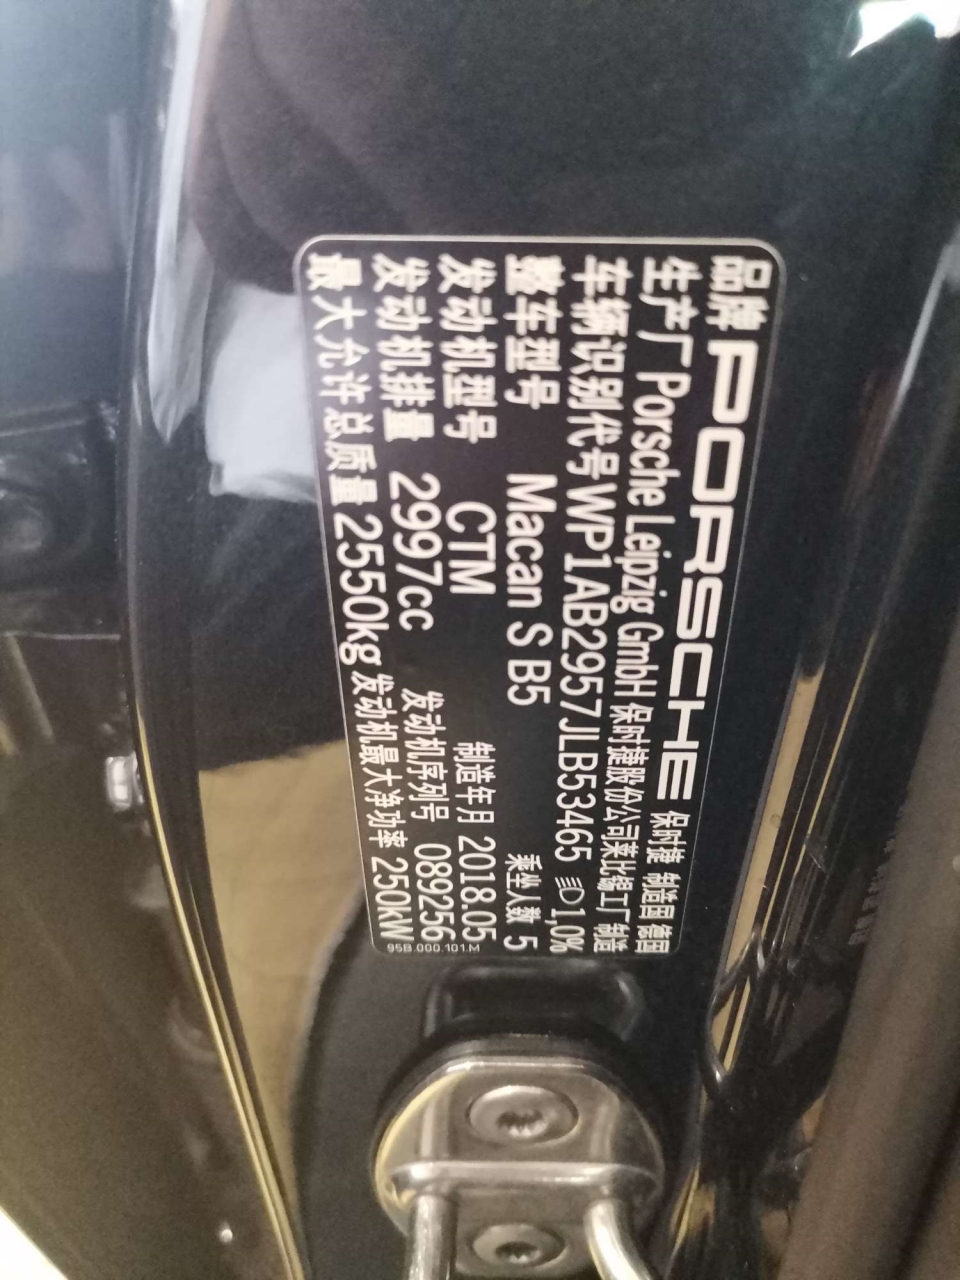 品牌 PORSCHE 保时捷 制造国 德国
生产厂 Porsche Leipzig GmbH 保时捷股份公司莱比锡工厂制造
车辆识别代号 WP1AB2957JLB53465 1,0%
整车型号 Macan S B5 乘坐人数 5
发动机型号 CTM 制造年月 2018.05
发动机排量 2997cc 发动机序列号 089256
最大允许总质量 2550kg 发动机最大净功率 250kW
95B.000.101.M